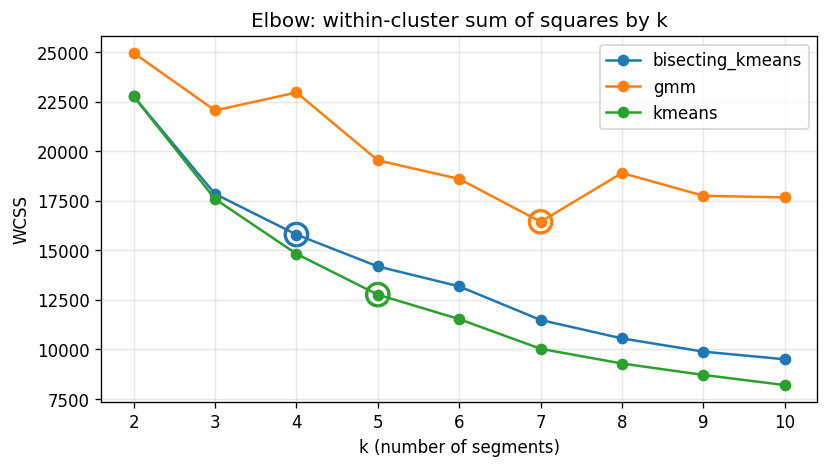 Elbow: within-cluster sum of squares by k
bisecting_kmeans
gmm
kmeans
WCSS
25000
22500
20000
17500
15000
12500
10000
7500
2 3 4 5 6 7 8 9 10
k (number of segments)